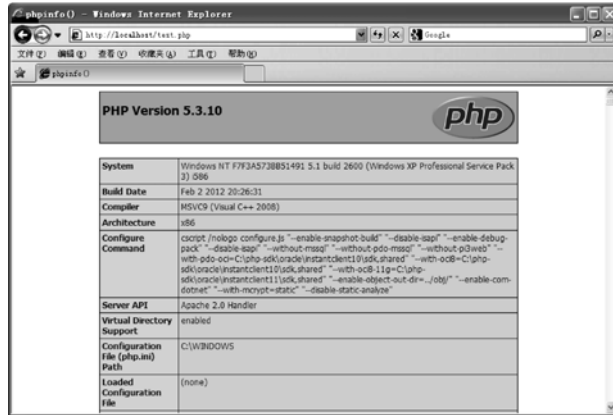 phpinfo() - Windows Internet Explorer
http://localhost/test.php
Google
文件(F) 编辑(E) 查看(V) 收藏夹(A) 工具(T) 帮助(H)
phpinfo()
PHP Version 5.3.10
php
System
Windows NT F7F3A573BB51491 5.1 build 2600 (Windows XP Professional Service Pack
3) i586
Build Date
Feb 2 2012 20:26:31
Compiler
MSVC9 (Visual C++ 2008)
Architecture
x86
Configure
Command
cscript /nologo configure.js "--enable-snapshot-build" "--disable-isapi" "--enable-debug-
pack" "--disable-isapi" "--without-mssql" "--without-pdo-mssql" "--without-pi3web" "--
with-pdo-oci=C:\php-sdk\oracle\instantclient10\sdk,shared" "--with-oci8=C:\php-
sdk\oracle\instantclient10\sdk,shared" "--with-oci8-11g=C:\php-
sdk\oracle\instantclient11\sdk,shared" "--enable-object-out-dir=../obj/" "--enable-com-
dotnet" "--with-mcrypt=static" "--disable-static-analyze"
Server API
Apache 2.0 Handler
Virtual Directory
Support
enabled
Configuration
File (php.ini)
Path
C:\WINDOWS
Loaded
Configuration
File
(none)